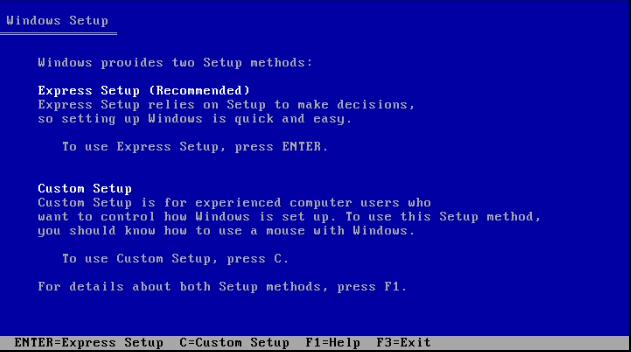 Windows Setup
Windows provides two Setup methods:
Express Setup (Recommended)
Express Setup relies on Setup to make decisions,
so setting up Windows is quick and easy.
To use Express Setup, press ENTER.
Custom Setup
Custom Setup is for experienced computer users who
want to control how Windows is set up. To use this Setup method,
you should know how to use a mouse with Windows.
To use Custom Setup, press C.
For details about both Setup methods, press F1.
ENTER=Express Setup  C=Custom Setup  F1=Help  F3=Exit